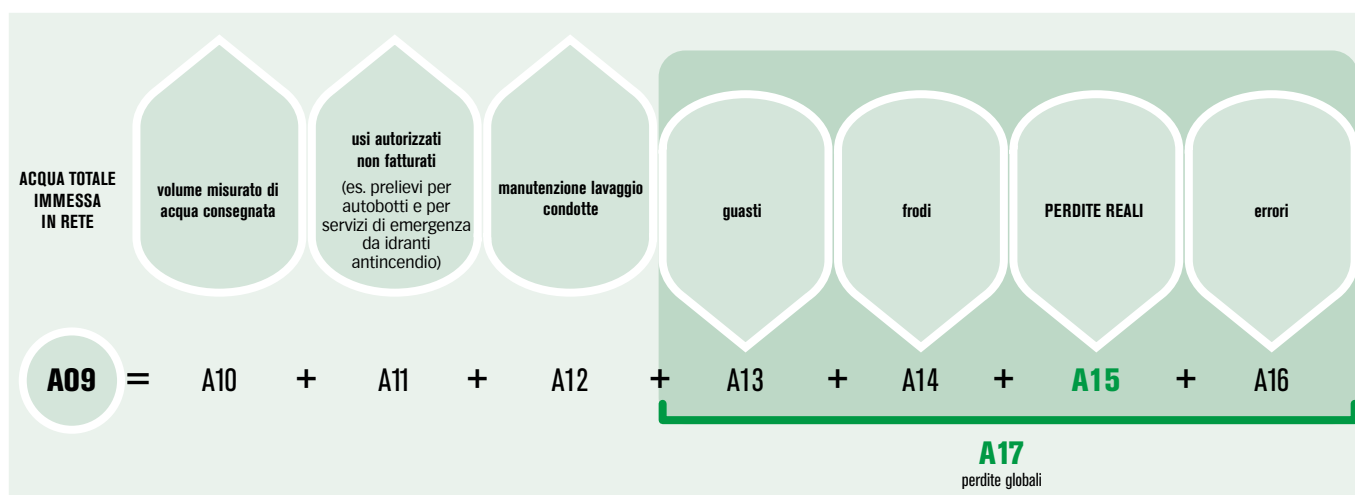 ACQUA TOTALE
IMMESSA
IN RETE
volume misurato di
acqua consegnata
usi autorizzati
non fatturati
(es. prelievi per
autobotti e per
servizi di emergenza
da idranti
antincendio)
manutenzione lavaggio
condotte
guasti
frodi
PERDITE REALI
errori
A09 = A10 + A11 + A12 + A13 + A14 + A15 + A16
A17
perdite globali